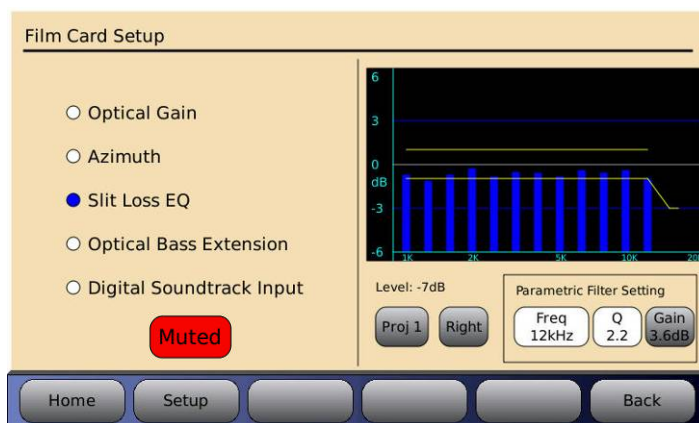 Film Card Setup
Optical Gain
Azimuth
Slit Loss EQ
Optical Bass Extension
Digital Soundtrack Input
Muted
6
3
0
dB
-3
-6
1K 2K 5K 10K 20
Level: -7dB
Proj 1 Right
Parametric Filter Setting
Freq Q Gain
12kHz 2.2 3.6dB
Home Setup Back